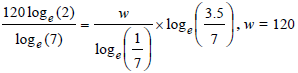 120 log_e(2) / log_e(7) = w / log_e(1/7) × log_e(3.5/7), w = 120